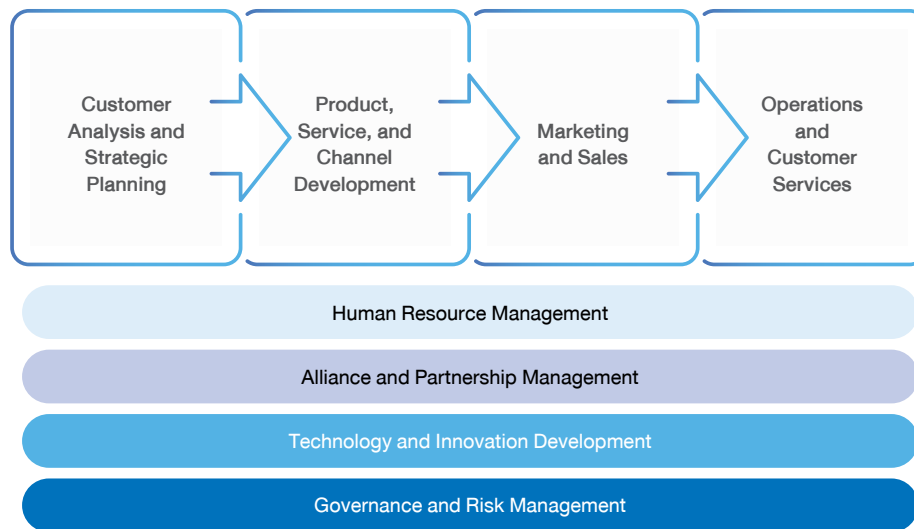 Customer
Analysis and
Strategic
Planning
Product,
Service, and
Channel
Development
Marketing
and Sales
Operations
and
Customer
Services
Human Resource Management
Alliance and Partnership Management
Technology and Innovation Development
Governance and Risk Management